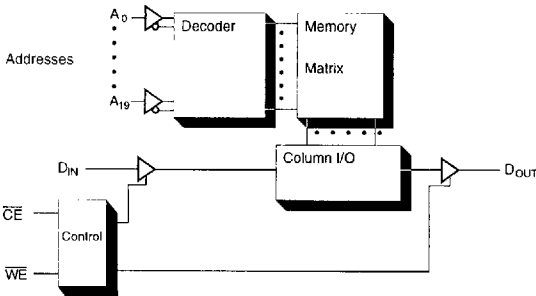 A0
Decoder
Memory
Matrix
Addresses
A19
Column I/O
DIN
DOUT
CE
Control
WE